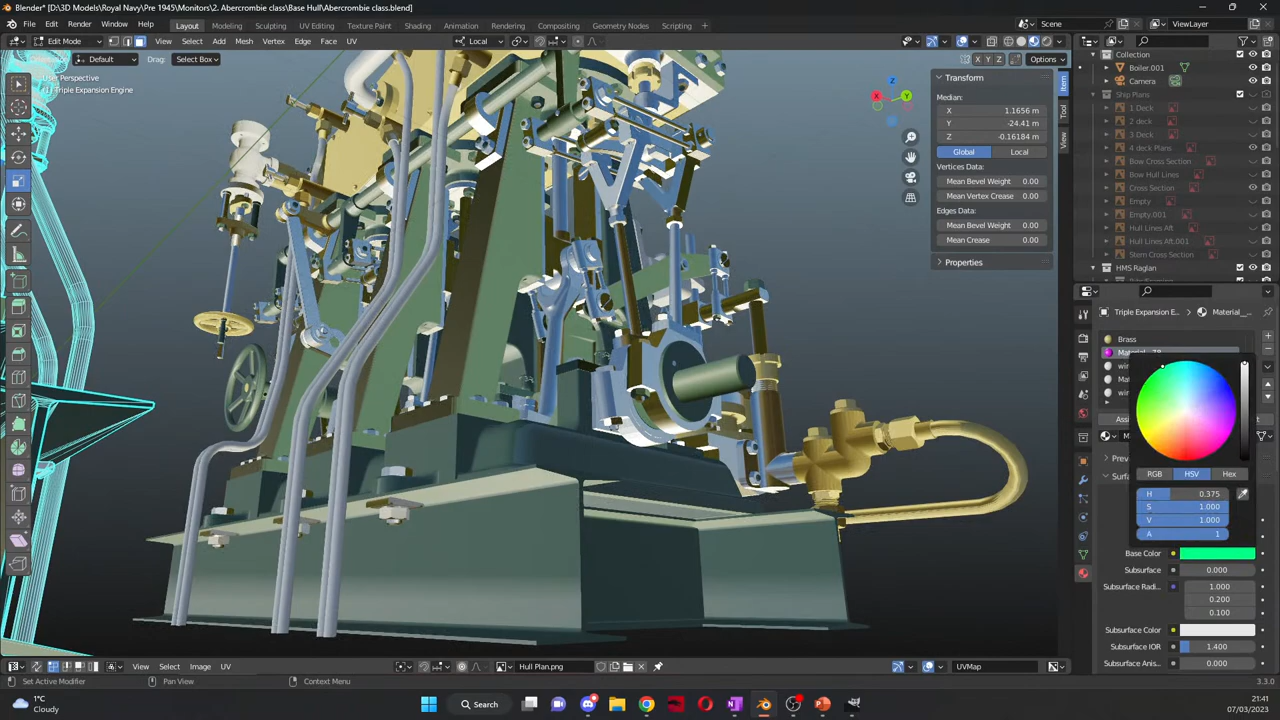 Blender* [D:\3D Models\Royal Navy\Pre 1945\Monitors\2. Abercrombie class\Base Hull\Abercrombie class.blend]
File Edit Render Window Help Layout Modeling Sculpting UV Editing Texture Paint Shading Animation Rendering Compositing Geometry Nodes Scripting + Scene ViewLayer
Edit Mode View Select Add Mesh Vertex Edge Face UV Local
Default Drag: Select Box X Y Z Options
User Perspective
(1) Triple Expansion Engine
Transform
Median:
X 1.1656 m
Y -24.41 m
Z -0.16184 m
Global Local
Vertices Data:
Mean Bevel Weight 0.00
Mean Vertex Crease 0.00
Edges Data:
Mean Bevel Weight 0.00
Mean Crease 0.00
Properties
Item
Tool
View
Z
X
Y
Collection
Boiler.001
Camera
Ship Plans
1 Deck
2 deck
3 Deck
4 deck Plans
Bow Cross Section
Bow Hull Lines
Cross Section
Empty
Empty.001
Hull Lines Aft
Hull Lines Aft.001
Stern Cross Section
HMS Raglan
Triple Expansion E... > Material__
Brass
RGB HSV Hex
H 0.375
S 1.000
V 1.000
A 1
Base Color
Subsurface 0.000
Subsurface Radi... 1.000
0.200
0.100
Subsurface Color
Subsurface IOR 1.400
Subsurface Anis... 0.000
View Select Image UV Hull Plan.png UVMap
Set Active Modifier Pan View Context Menu 3.3.0
1°C
Cloudy
Search
21:41
07/03/2023